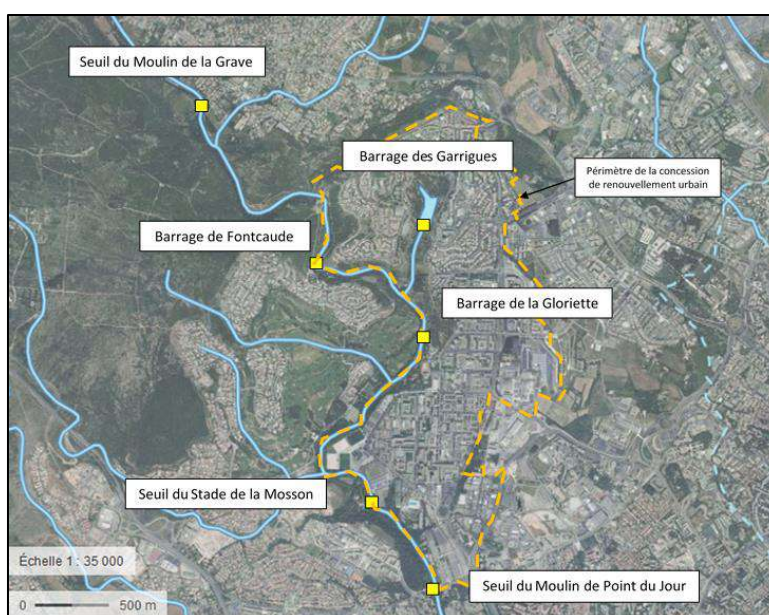 Seuil du Moulin de la Grave
Barrage des Garrigues
Périmètre de la concession
de renouvellement urbain
Barrage de Fontcaude
Barrage de la Gloriette
Seuil du Stade de la Mosson
Échelle 1 : 35 000
0 500 m
Seuil du Moulin de Point du Jour